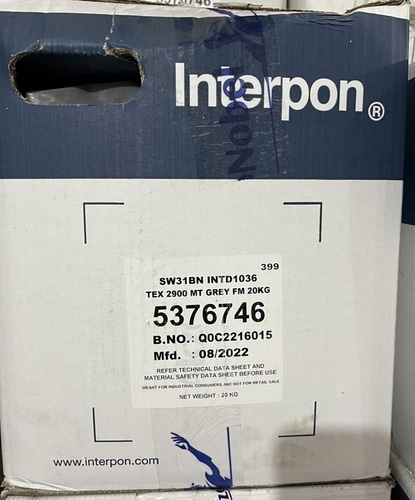 5376746
Interpon®
399
SW31BN INTD1036
TEX 2900 MT GREY FM 20KG
5376746
B.NO.: Q0C2216015
Mfd. : 08/2022
REFER TECHNICAL DATA SHEET AND
MATERIAL SAFETY DATA SHEET BEFORE USE
MEANT FOR INDUSTRIAL CONSUMERS AND NOT FOR RETAIL SALE
NET WEIGHT : 20 KG
www.interpon.com